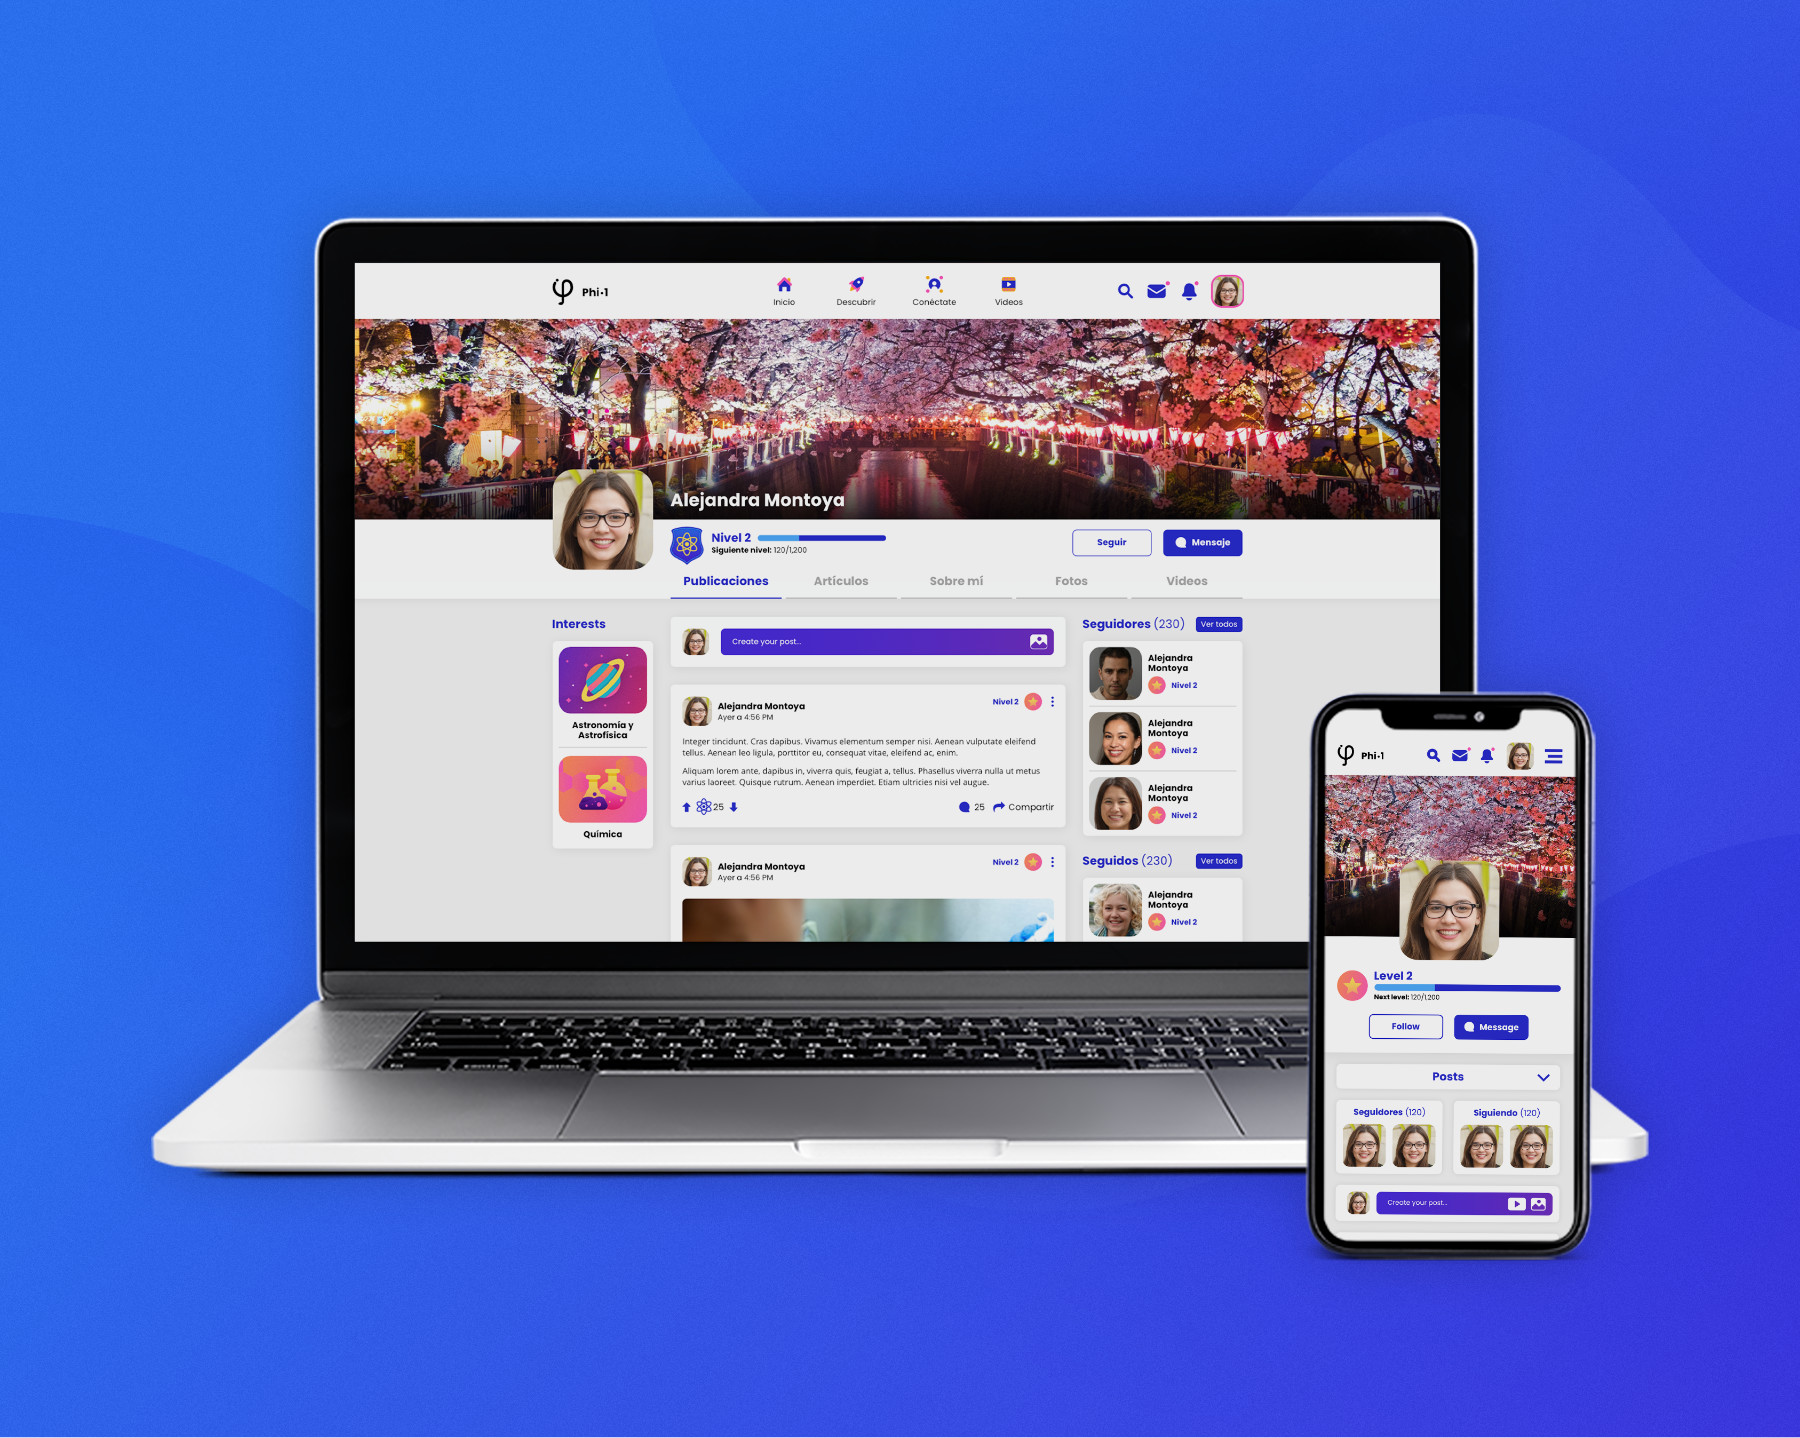 Phi·1
Inicio
Descubrir
Conéctate
Videos
Alejandra Montoya
Nivel 2
Siguiente nivel: 120/1,200
Seguir
Mensaje
Publicaciones
Artículos
Sobre mí
Fotos
Videos
Interests
Astronomía y
Astrofísica
Química
Create your post...
Alejandra Montoya
Ayer a 4:56 PM
Nivel 2
Integer tincidunt. Cras dapibus. Vivamus elementum semper nisi. Aenean vulputate eleifend
tellus. Aenean leo ligula, porttitor eu, consequat vitae, eleifend ac, enim.
Aliquam lorem ante, dapibus in, viverra quis, feugiat a, tellus. Phasellus viverra nulla ut metus
varius laoreet. Quisque rutrum. Aenean imperdiet. Etiam ultricies nisi vel augue.
25
25
Compartir
Alejandra Montoya
Ayer a 4:56 PM
Nivel 2
Seguidores (230)
Ver todos
Alejandra
Montoya
Nivel 2
Alejandra
Montoya
Nivel 2
Alejandra
Montoya
Nivel 2
Seguidos (230)
Ver todos
Alejandra
Montoya
Nivel 2
Phi·1
Level 2
Next level: 120/1,200
Follow
Message
Posts
Seguidores (120)
Siguiendo (120)
Create your post...